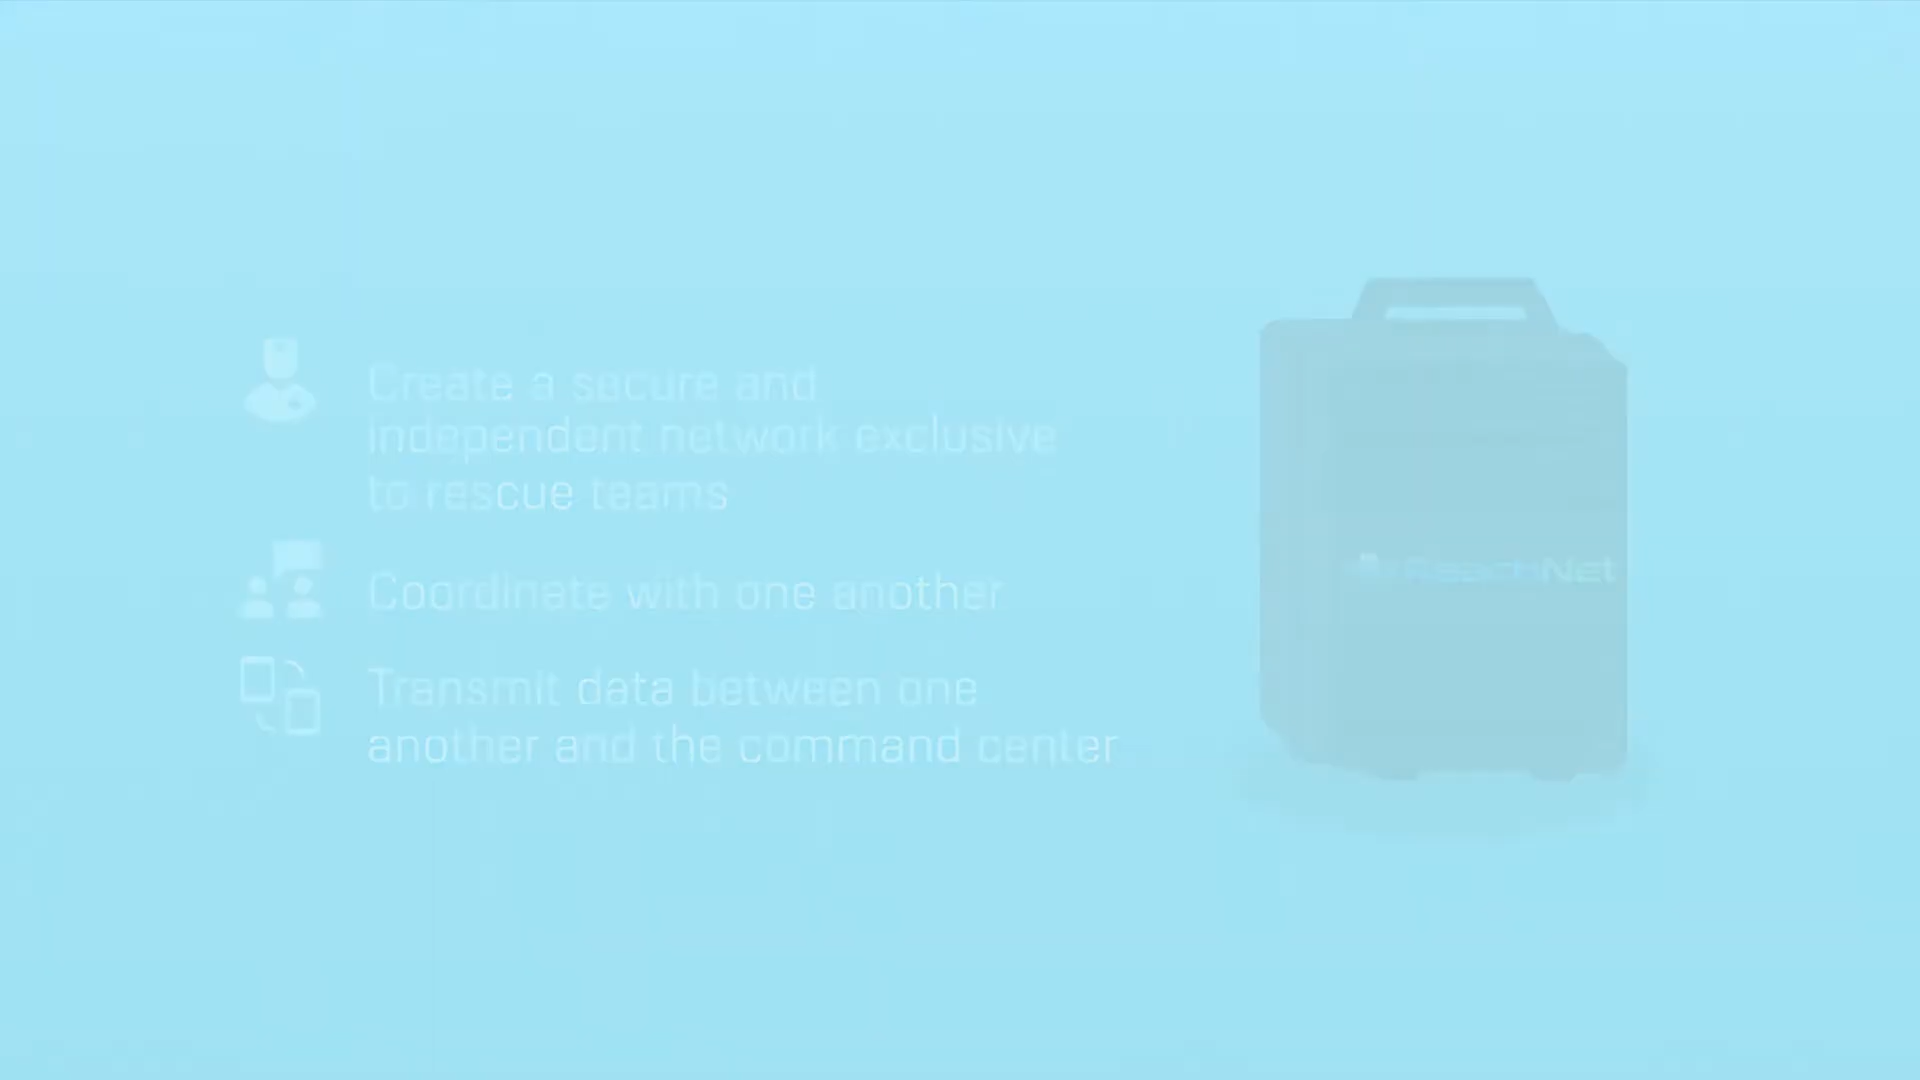 Create a secure and
independent network exclusive
to rescue teams
Coordinate with one another
Transmit data between one
another and the command center
ReachNet